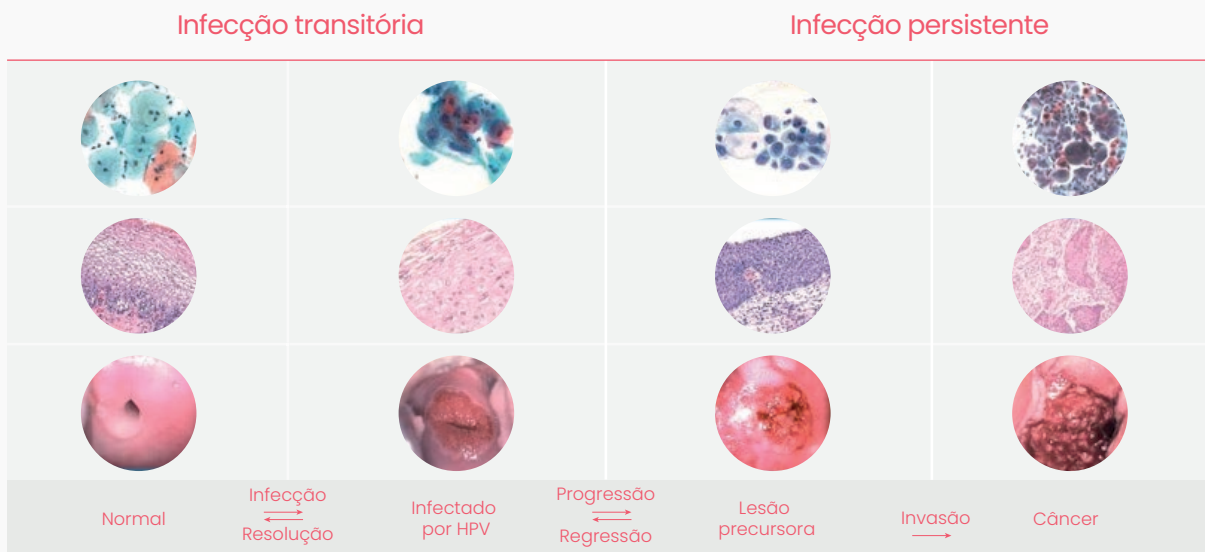 Infecção transitória
Infecção persistente
Normal
Infecção
Resolução
Infectado
por HPV
Progressão
Regressão
Lesão
precursora
Invasão
Câncer